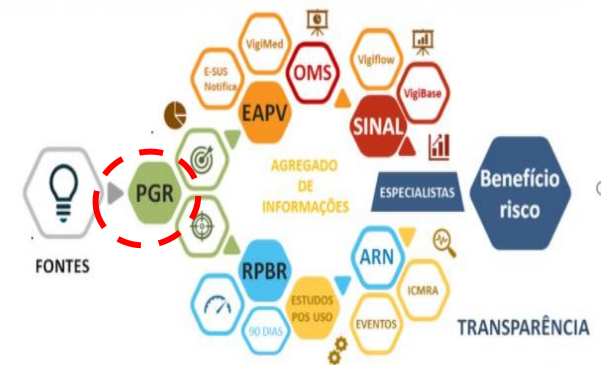 FONTES
PGR
E-SUS
Notifica
VigiMed
EAPV
OMS
Vigiflow
VigiBase
SINAL
AGREGADO
DE
INFORMAÇÕES
ESPECIALISTAS
Benefício
risco
RPBR
90 DIAS
ESTUDOS
POS USO
ARN
EVENTOS
ICMRA
TRANSPARÊNCIA